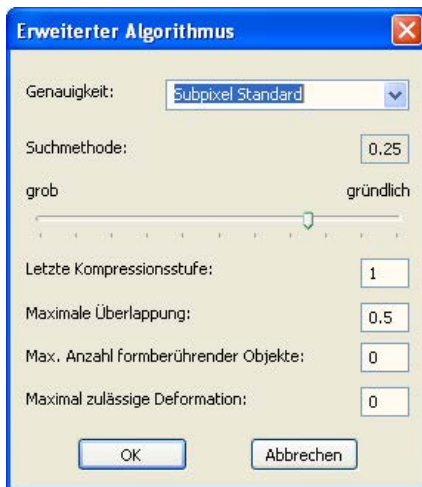 Erweiterter Algorithmus
Genauigkeit: Subpixel Standard
Suchmethode: 0.25
grob gründlich
Letzte Kompressionsstufe: 1
Maximale Überlappung: 0.5
Max. Anzahl formberührender Objekte: 0
Maximal zulässige Deformation: 0
OK Abbrechen